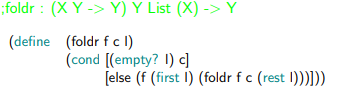 ;foldr : (X Y -> Y) Y List (X) -> Y
(define (foldr f c l)
(cond [(empty? l) c]
[else (f (first l) (foldr f c (rest l)))]))